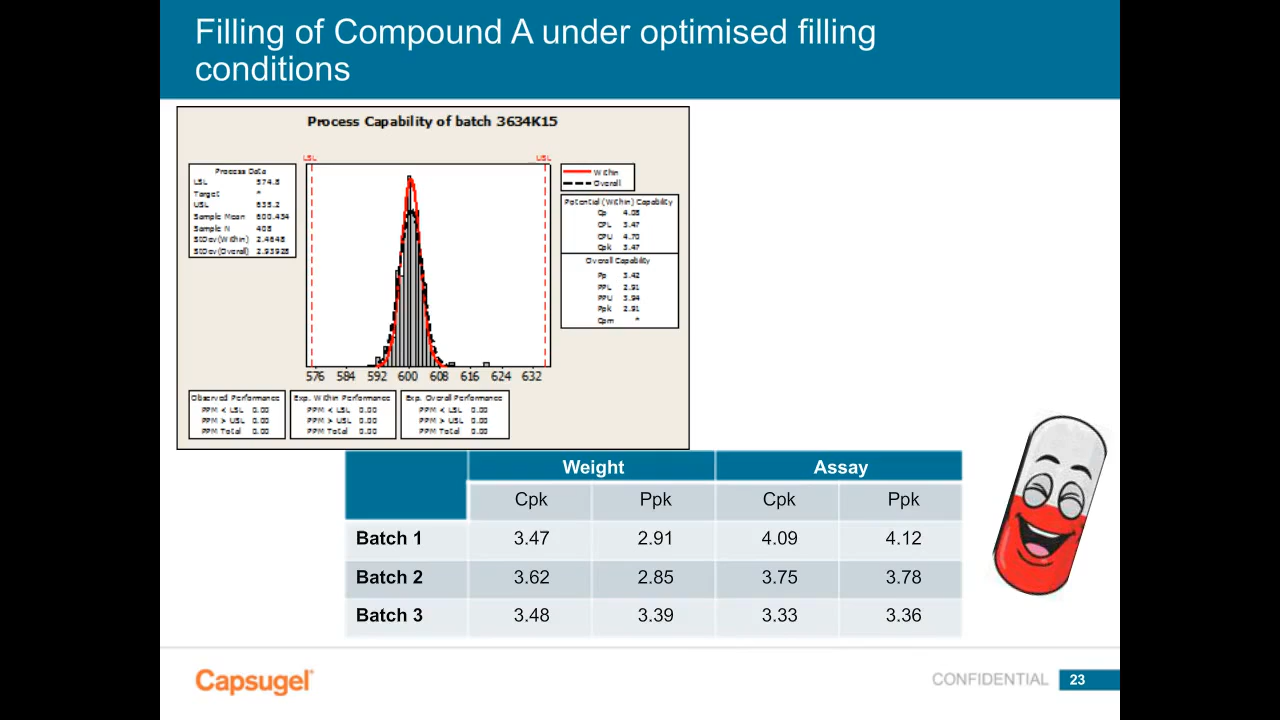 Filling of Compound A under optimised filling
conditions
Process Capability of batch 3634K15
LSL
USL
Process Data
LSL 574.8
Target *
USL 635.2
Sample Mean 600.434
Sample N 408
StDev(Within) 2.4648
StDev(Overall) 2.93928
Within
Overall
Potential (Within) Capability
Cp 4.08
CPL 3.47
CPU 4.70
Cpk 3.47
Overall Capability
Pp 3.42
PPL 2.91
PPU 3.94
Ppk 2.91
Cpm *
576 584 592 600 608 616 624 632
Observed Performance
PPM < LSL 0.00
PPM > USL 0.00
PPM Total 0.00
Exp. Within Performance
PPM < LSL 0.00
PPM > USL 0.00
PPM Total 0.00
Exp. Overall Performance
PPM < LSL 0.00
PPM > USL 0.00
PPM Total 0.00
Weight Assay
Cpk Ppk Cpk Ppk
Batch 1 3.47 2.91 4.09 4.12
Batch 2 3.62 2.85 3.75 3.78
Batch 3 3.48 3.39 3.33 3.36
Capsugel®
CONFIDENTIAL 23